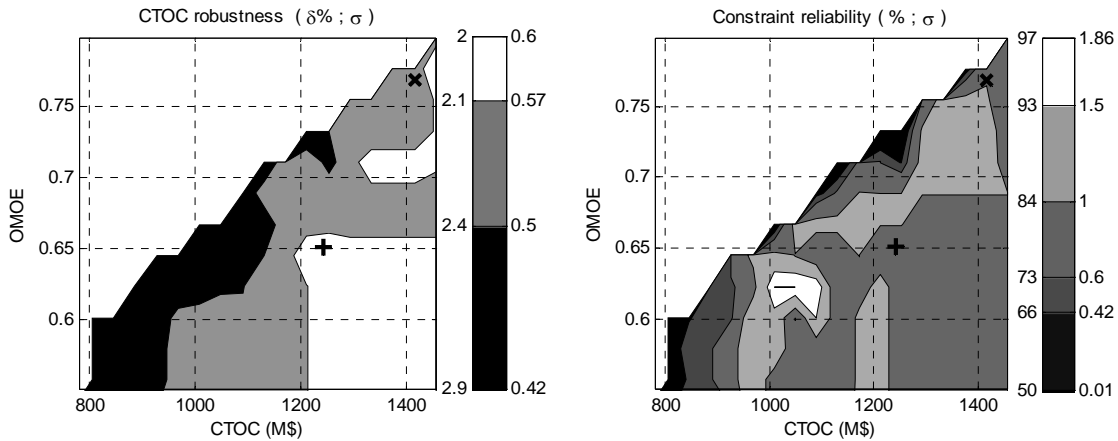 CTOC robustness ( δ% ; σ )
2 0.6
2.1 0.57
2.4 0.5
2.9 0.42
OMOE
0.75
0.7
0.65
0.6
800 1000 1200 1400
CTOC (M$)
Constraint reliability ( % ; σ )
97 1.86
93 1.5
84 1
73 0.6
66 0.42
50 0.01
OMOE
0.75
0.7
0.65
0.6
800 1000 1200 1400
CTOC (M$)